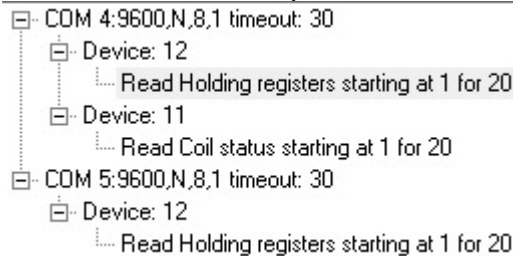 COM 4:9600,N,8,1 timeout: 30
Device: 12
Read Holding registers starting at 1 for 20
Device: 11
Read Coil status starting at 1 for 20
COM 5:9600,N,8,1 timeout: 30
Device: 12
Read Holding registers starting at 1 for 20